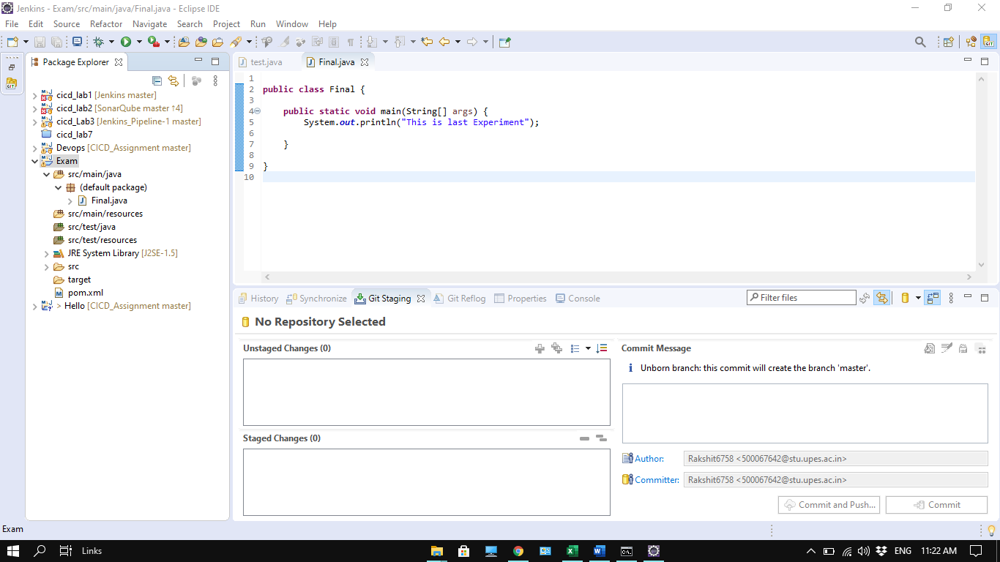 Jenkins - Exam/src/main/java/Final.java - Eclipse IDE
File Edit Source Refactor Navigate Search Project Run Window Help
Package Explorer
cicd_lab1 [Jenkins master]
cicd_lab2 [SonarQube master ↑4]
cicd_Lab3 [Jenkins_Pipeline-1 master]
cicd_lab7
Devops [CICD_Assignment master]
Exam
src/main/java
(default package)
Final.java
src/main/resources
src/test/java
src/test/resources
JRE System Library [J2SE-1.5]
src
target
pom.xml
> Hello [CICD_Assignment master]
test.java Final.java
1
2 public class Final {
3
4 public static void main(String[] args) {
5 System.out.println("This is last Experiment");
6
7 }
8
9 }
10
History Synchronize Git Staging Git Reflog Properties Console
Filter files
No Repository Selected
Unstaged Changes (0)
Staged Changes (0)
Commit Message
Unborn branch: this commit will create the branch 'master'.
Author: Rakshit6758 <500067642@stu.upes.ac.in>
Committer: Rakshit6758 <500067642@stu.upes.ac.in>
Commit and Push... Commit
Exam
Links ENG 11:22 AM